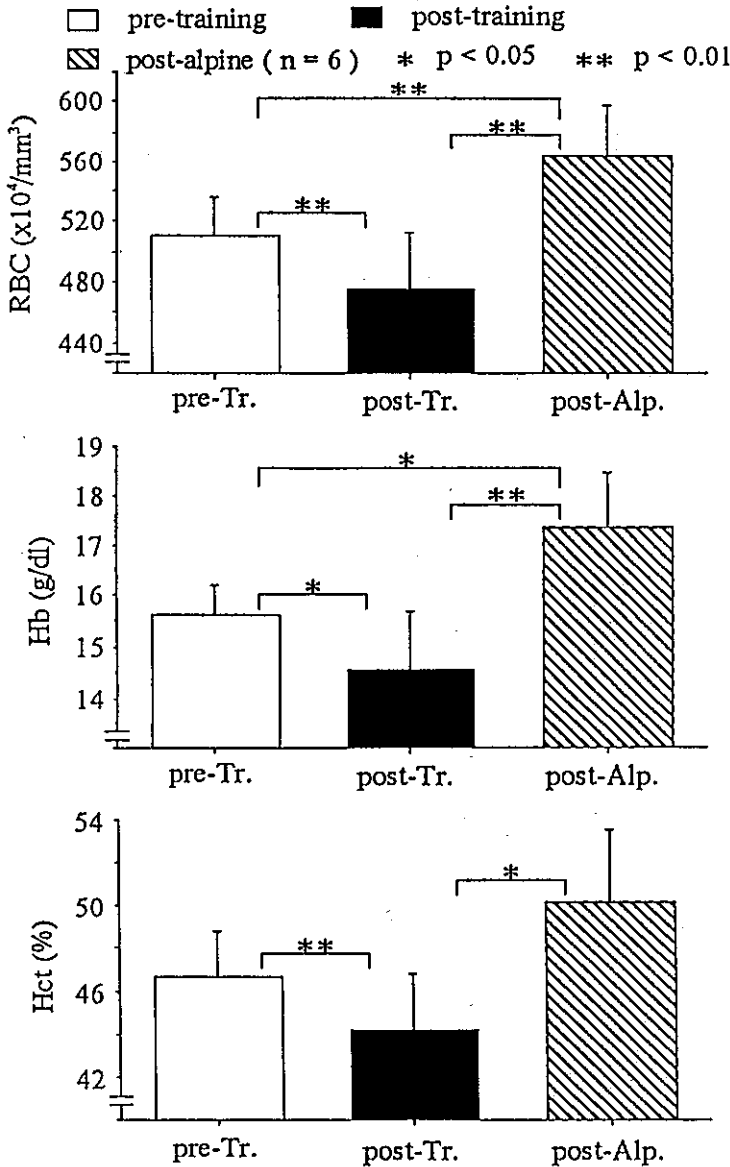 pre-training post-training
post-alpine ( n = 6 ) * p < 0.05 ** p < 0.01
RBC (x10⁴/mm³)
600
560
520
480
440
**
**
**
pre-Tr. post-Tr. post-Alp.
Hb (g/dl)
19
18
17
16
15
14
*
**
*
pre-Tr. post-Tr. post-Alp.
Hct (%)
54
50
46
42
*
**
pre-Tr. post-Tr. post-Alp.